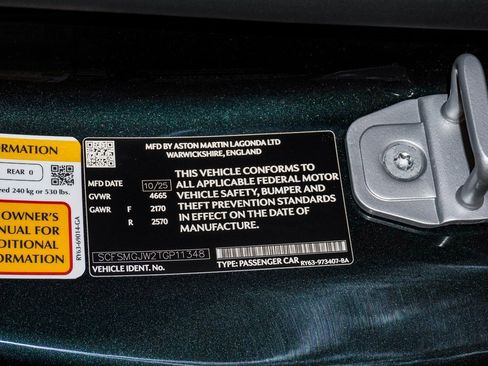 ORMATION
REAR 0
eed 240 kg or 530 lbs.
OWNER'S
NUAL FOR
DITIONAL
ORMATION
RY63-69014-GA
MFD BY ASTON MARTIN LAGONDA LTD
WARWICKSHIRE, ENGLAND
MFD DATE 10/25
GVWR 4665
GAWR F 2170
R 2570
THIS VEHICLE CONFORMS TO
ALL APPLICABLE FEDERAL MOTOR
VEHICLE SAFETY, BUMPER AND
THEFT PREVENTION STANDARDS
IN EFFECT ON THE DATE OF
MANUFACTURE.
SCFSMGJW2TGP11348
VEHICLE IDENT. No.
TYPE: PASSENGER CAR
RY63-973407-BA